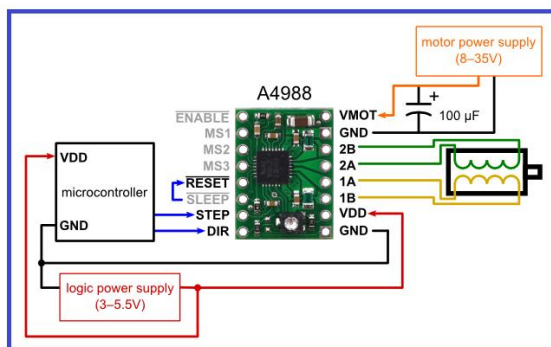 motor power supply
(8–35V)
A4988
+
100 µF
ENABLE
MS1
MS2
MS3
RESET
SLEEP
STEP
DIR
VMOT
GND
2B
2A
1A
1B
VDD
GND
VDD
microcontroller
GND
logic power supply
(3–5.5V)